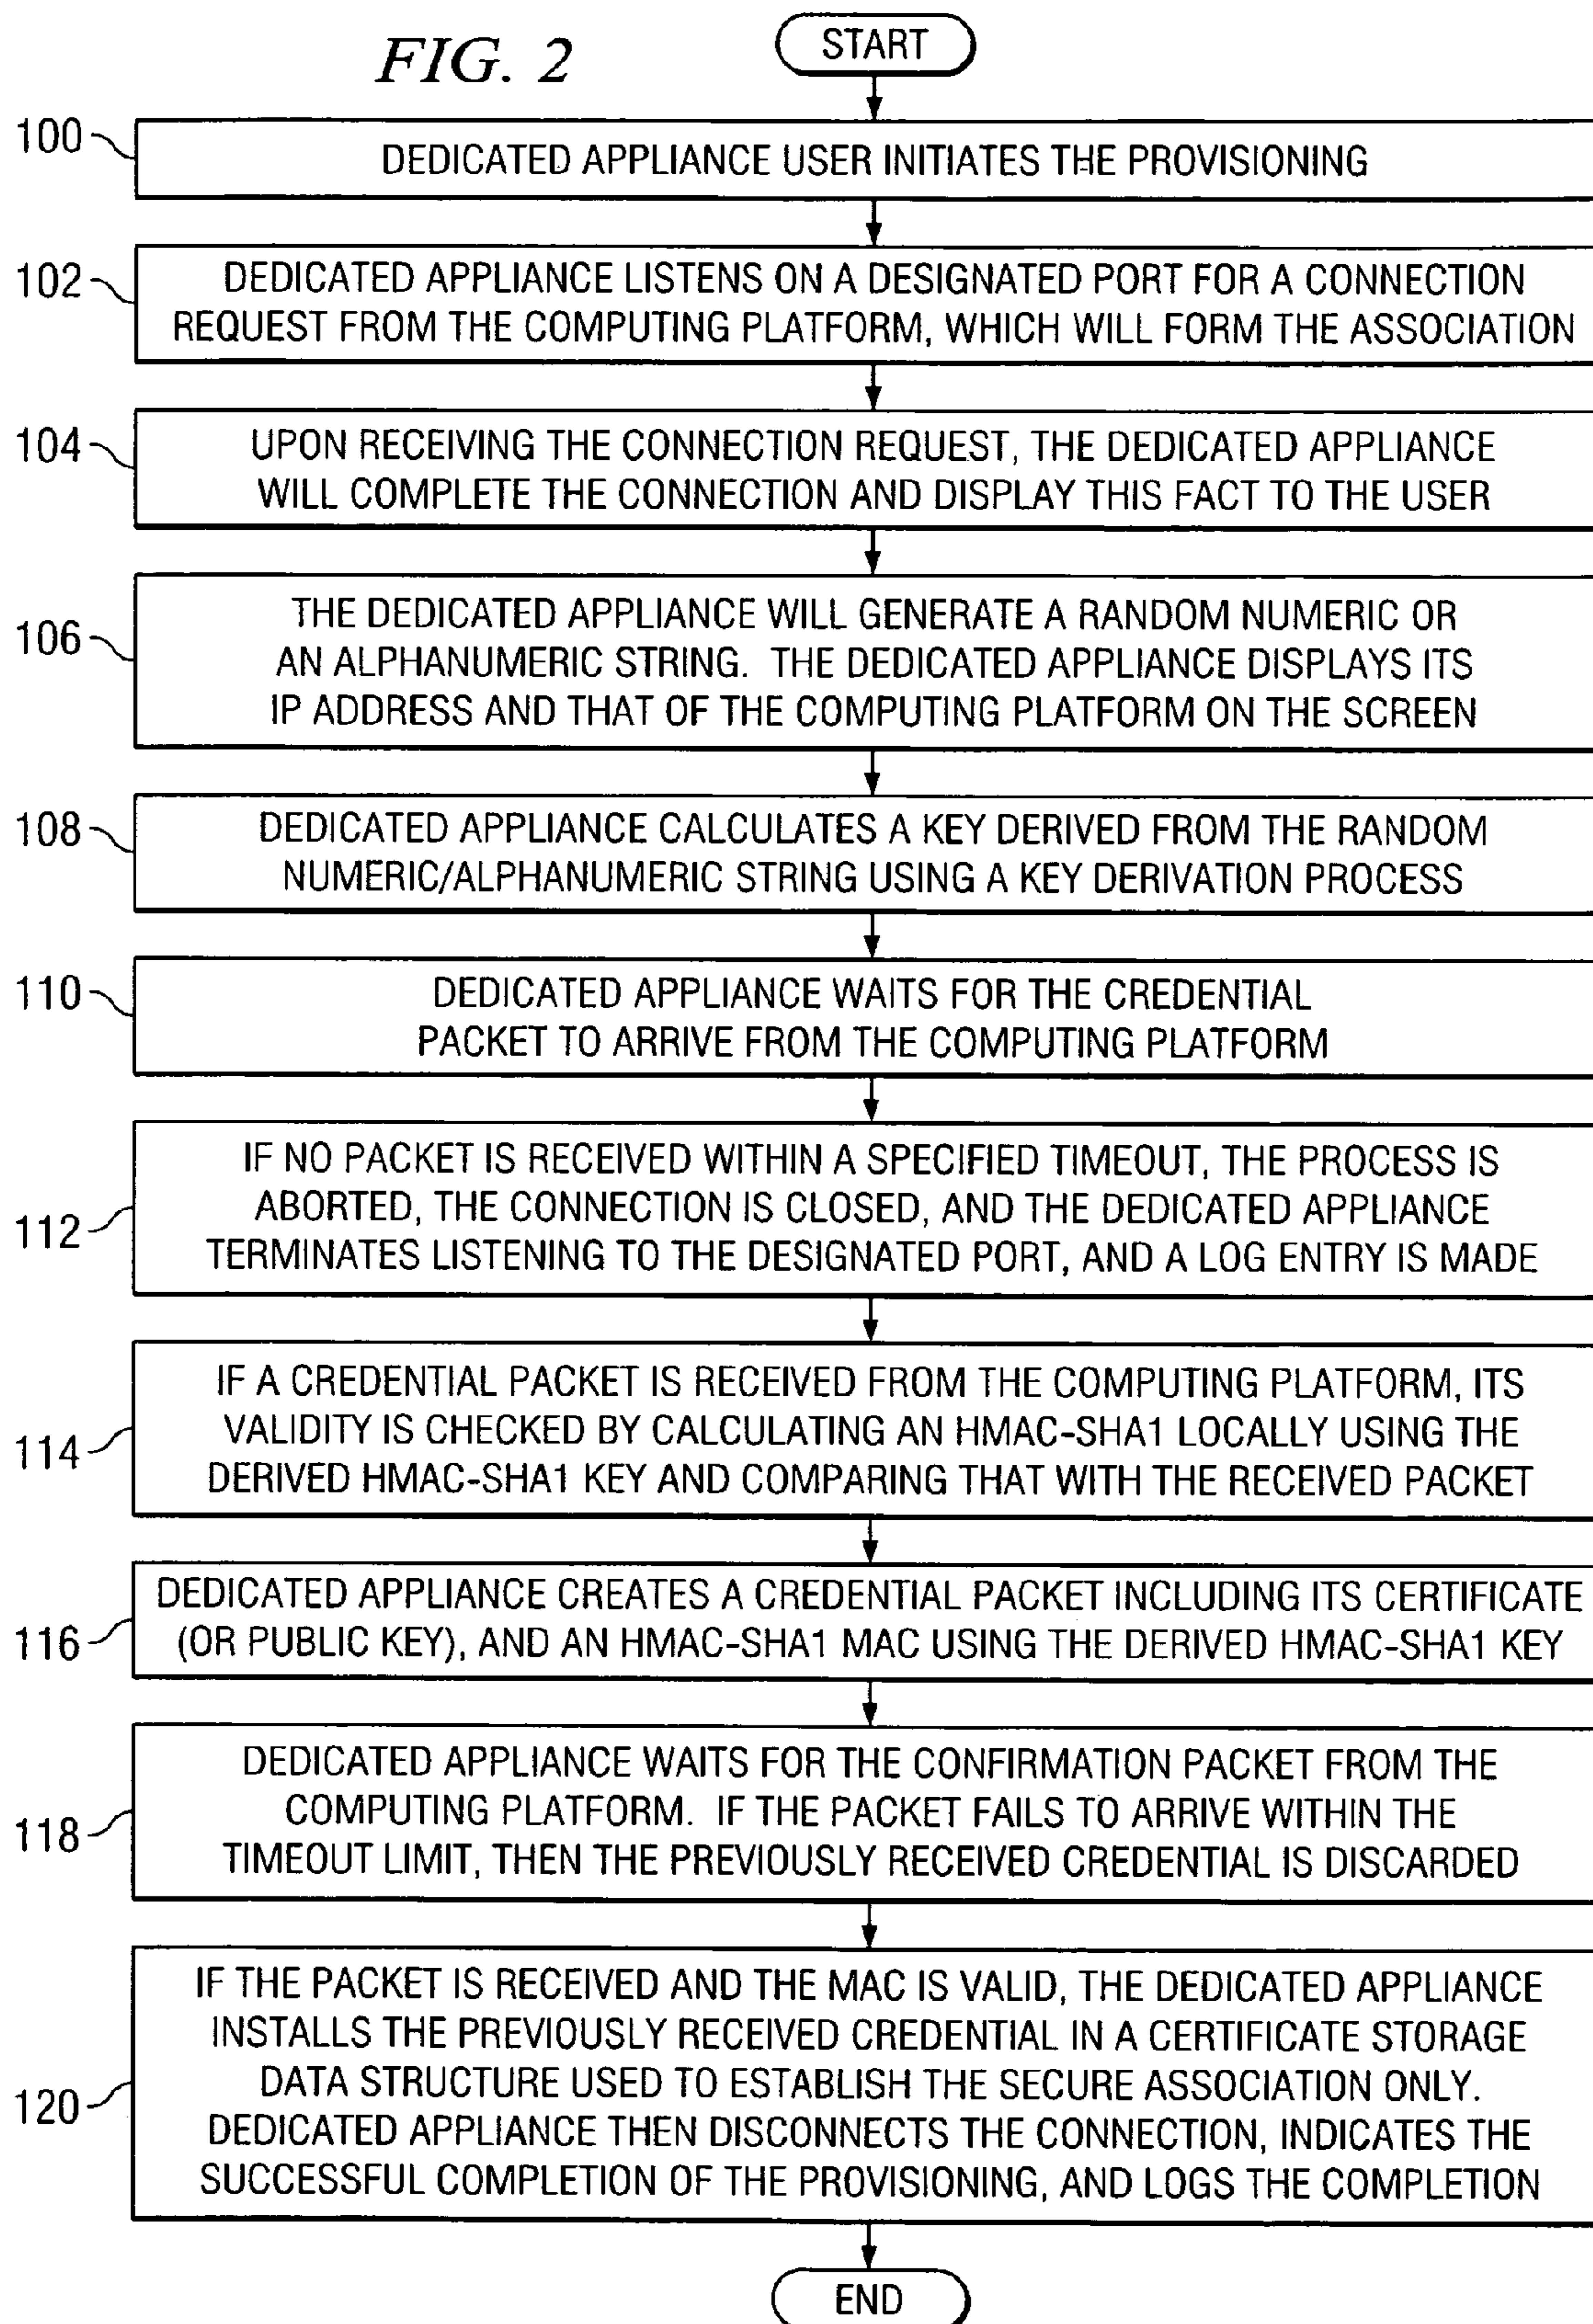 FIG. 2
START
100
DEDICATED APPLIANCE USER INITIATES THE PROVISIONING
102
DEDICATED APPLIANCE LISTENS ON A DESIGNATED PORT FOR A CONNECTION
REQUEST FROM THE COMPUTING PLATFORM, WHICH WILL FORM THE ASSOCIATION
104
UPON RECEIVING THE CONNECTION REQUEST, THE DEDICATED APPLIANCE
WILL COMPLETE THE CONNECTION AND DISPLAY THIS FACT TO THE USER
106
THE DEDICATED APPLIANCE WILL GENERATE A RANDOM NUMERIC OR
AN ALPHANUMERIC STRING. THE DEDICATED APPLIANCE DISPLAYS ITS
IP ADDRESS AND THAT OF THE COMPUTING PLATFORM ON THE SCREEN
108
DEDICATED APPLIANCE CALCULATES A KEY DERIVED FROM THE RANDOM
NUMERIC/ALPHANUMERIC STRING USING A KEY DERIVATION PROCESS
110
DEDICATED APPLIANCE WAITS FOR THE CREDENTIAL
PACKET TO ARRIVE FROM THE COMPUTING PLATFORM
112
IF NO PACKET IS RECEIVED WITHIN A SPECIFIED TIMEOUT, THE PROCESS IS
ABORTED, THE CONNECTION IS CLOSED, AND THE DEDICATED APPLIANCE
TERMINATES LISTENING TO THE DESIGNATED PORT, AND A LOG ENTRY IS MADE
114
IF A CREDENTIAL PACKET IS RECEIVED FROM THE COMPUTING PLATFORM, ITS
VALIDITY IS CHECKED BY CALCULATING AN HMAC-SHA1 LOCALLY USING THE
DERIVED HMAC-SHA1 KEY AND COMPARING THAT WITH THE RECEIVED PACKET
116
DEDICATED APPLIANCE CREATES A CREDENTIAL PACKET INCLUDING ITS CERTIFICATE
(OR PUBLIC KEY), AND AN HMAC-SHA1 MAC USING THE DERIVED HMAC-SHA1 KEY
118
DEDICATED APPLIANCE WAITS FOR THE CONFIRMATION PACKET FROM THE
COMPUTING PLATFORM. IF THE PACKET FAILS TO ARRIVE WITHIN THE
TIMEOUT LIMIT, THEN THE PREVIOUSLY RECEIVED CREDENTIAL IS DISCARDED
120
IF THE PACKET IS RECEIVED AND THE MAC IS VALID, THE DEDICATED APPLIANCE
INSTALLS THE PREVIOUSLY RECEIVED CREDENTIAL IN A CERTIFICATE STORAGE
DATA STRUCTURE USED TO ESTABLISH THE SECURE ASSOCIATION ONLY.
DEDICATED APPLIANCE THEN DISCONNECTS THE CONNECTION, INDICATES THE
SUCCESSFUL COMPLETION OF THE PROVISIONING, AND LOGS THE COMPLETION
END